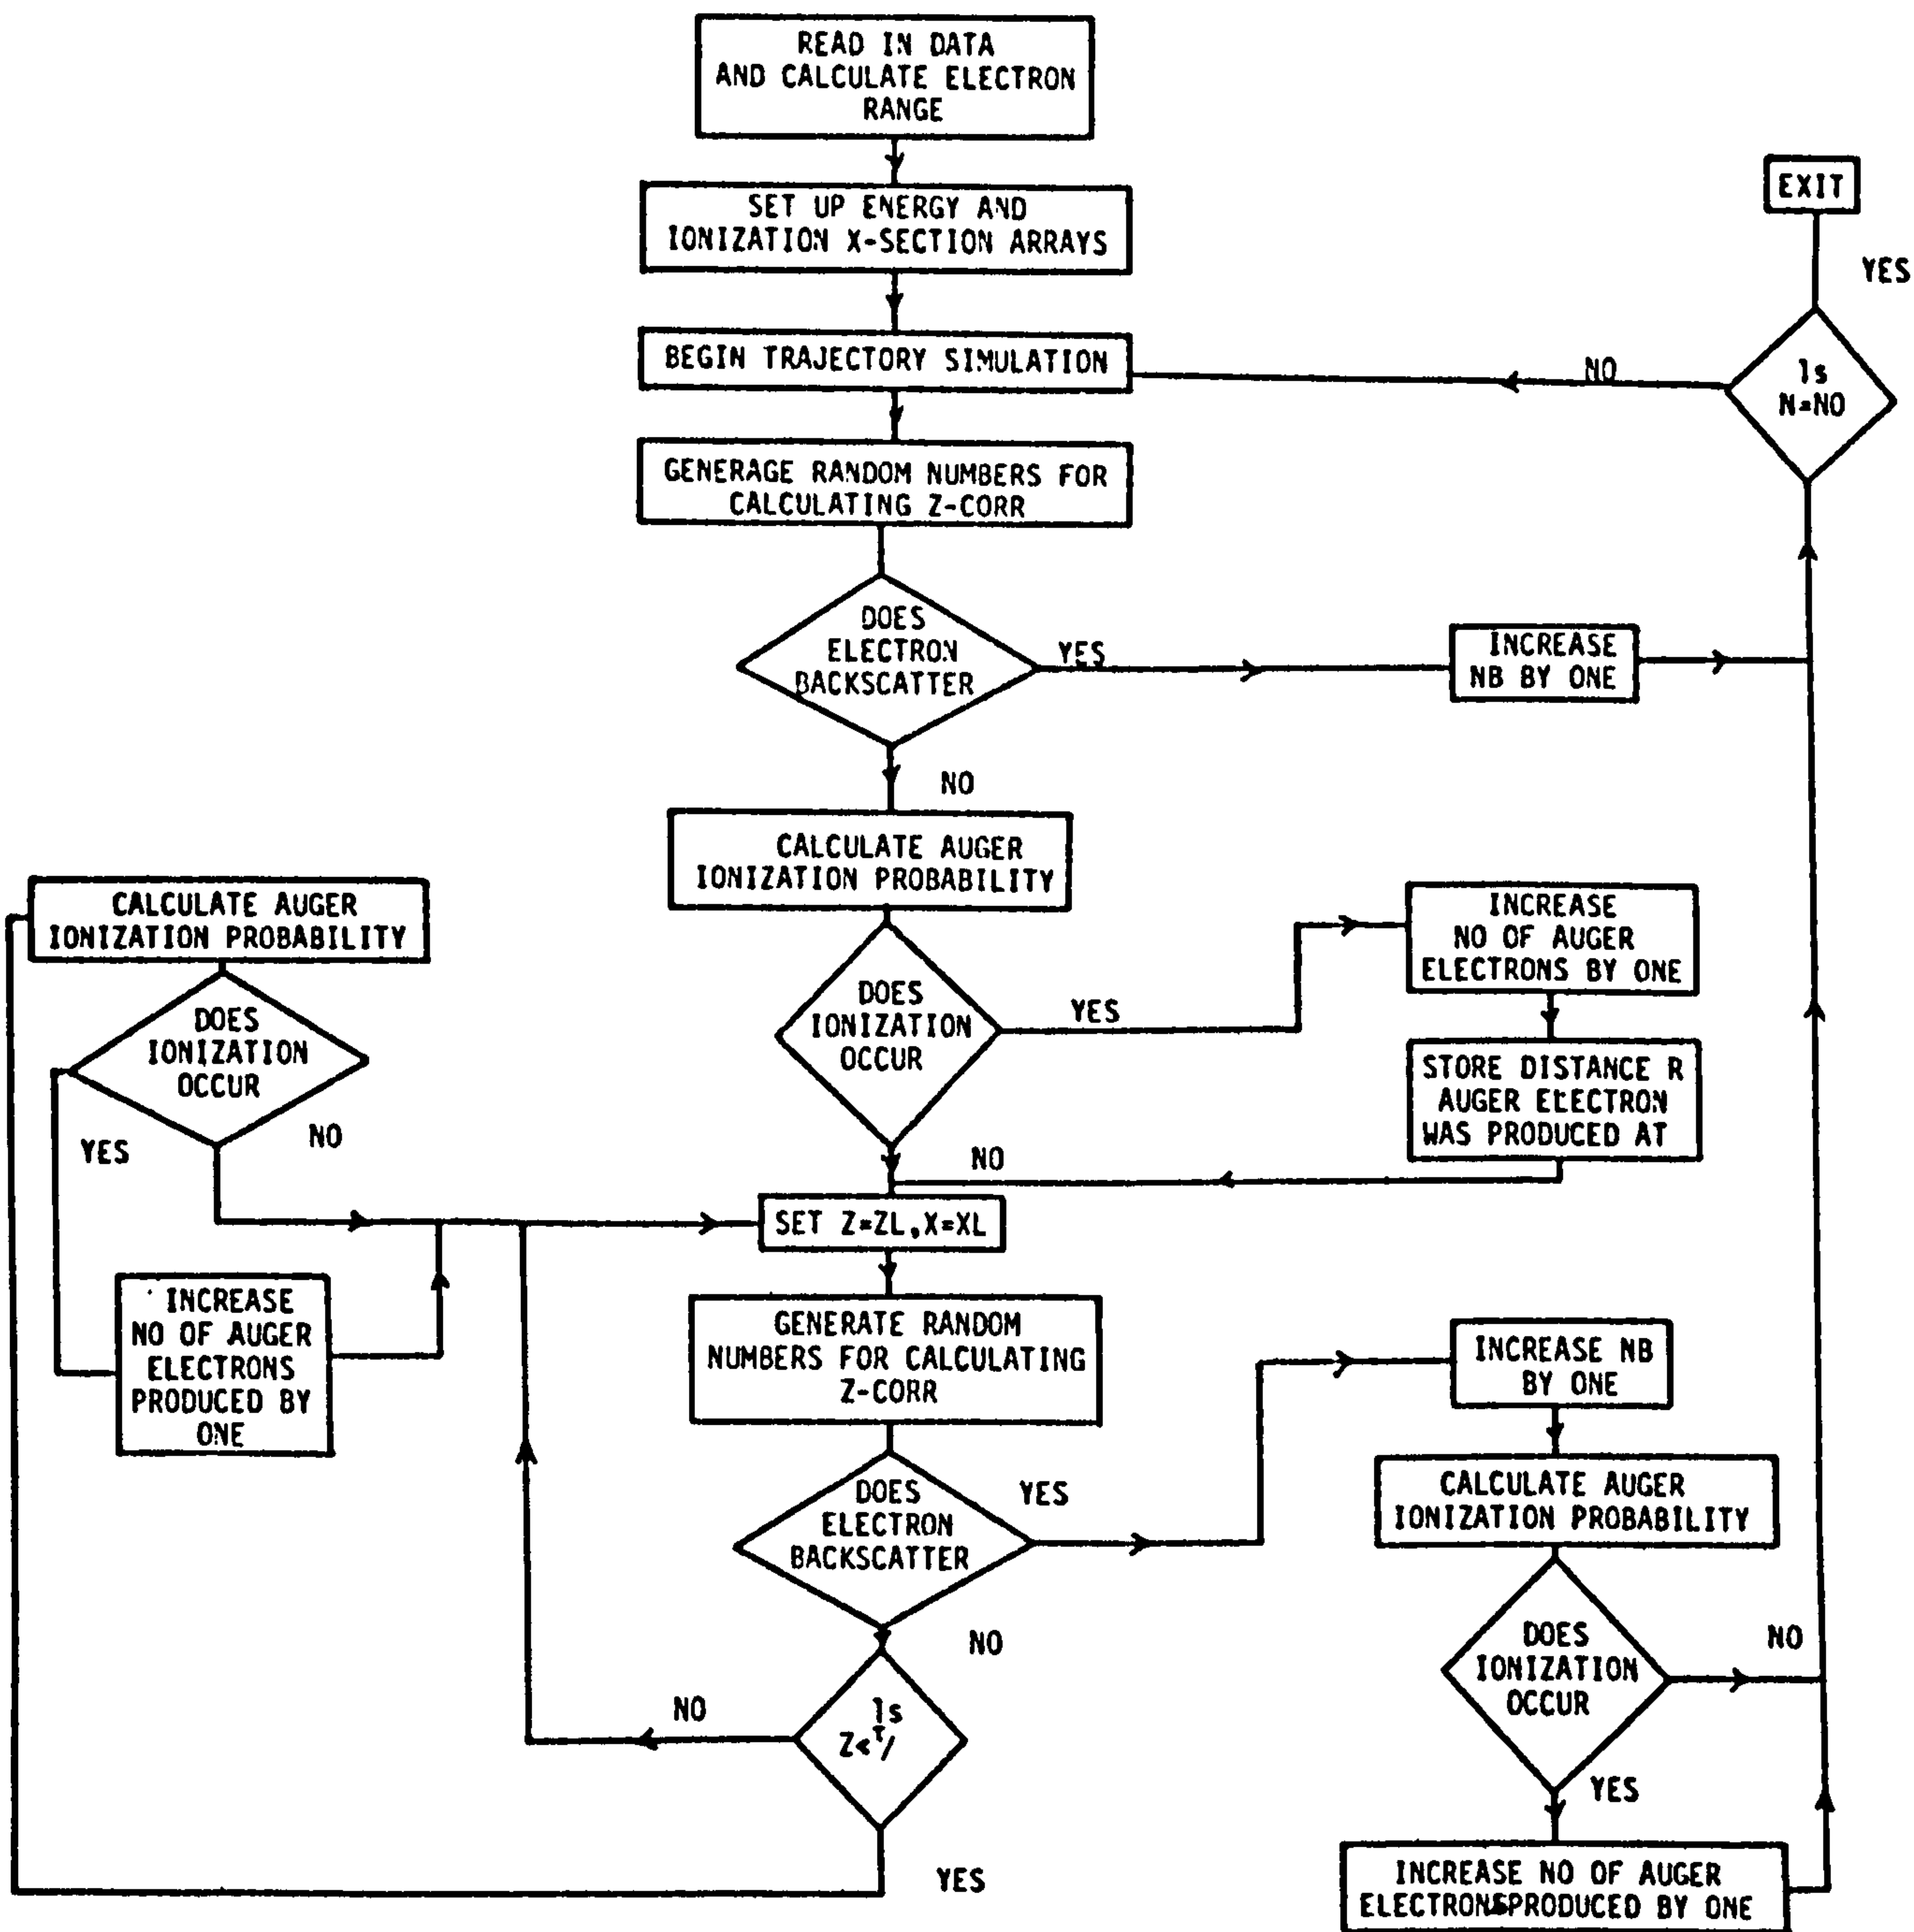 READ IN DATA
AND CALCULATE ELECTRON
RANGE
SET UP ENERGY AND
IONIZATION X-SECTION ARRAYS
EXIT
YES
BEGIN TRAJECTORY SIMULATION
NO
Is
N=NO
GENERAGE RANDOM NUMBERS FOR
CALCULATING Z-CORR
DOES
ELECTRON
BACKSCATTER
YES
INCREASE
NB BY ONE
NO
CALCULATE AUGER
IONIZATION PROBABILITY
CALCULATE AUGER
IONIZATION PROBABILITY
INCREASE
NO OF AUGER
ELECTRONS BY ONE
DOES
IONIZATION
OCCUR
YES
DOES
IONIZATION
OCCUR
STORE DISTANCE R
AUGER ELECTRON
WAS PRODUCED AT
YES
NO
NO
SET Z=ZL,X=XL
INCREASE
NO OF AUGER
ELECTRONS
PRODUCED BY
ONE
GENERATE RANDOM
NUMBERS FOR CALCULATING
Z-CORR
INCREASE NB
BY ONE
DOES
ELECTRON
BACKSCATTER
YES
CALCULATE AUGER
IONIZATION PROBABILITY
NO
DOES
IONIZATION
OCCUR
NO
NO
Is
Z<T/
YES
YES
INCREASE NO OF AUGER
ELECTRONS PRODUCED BY ONE